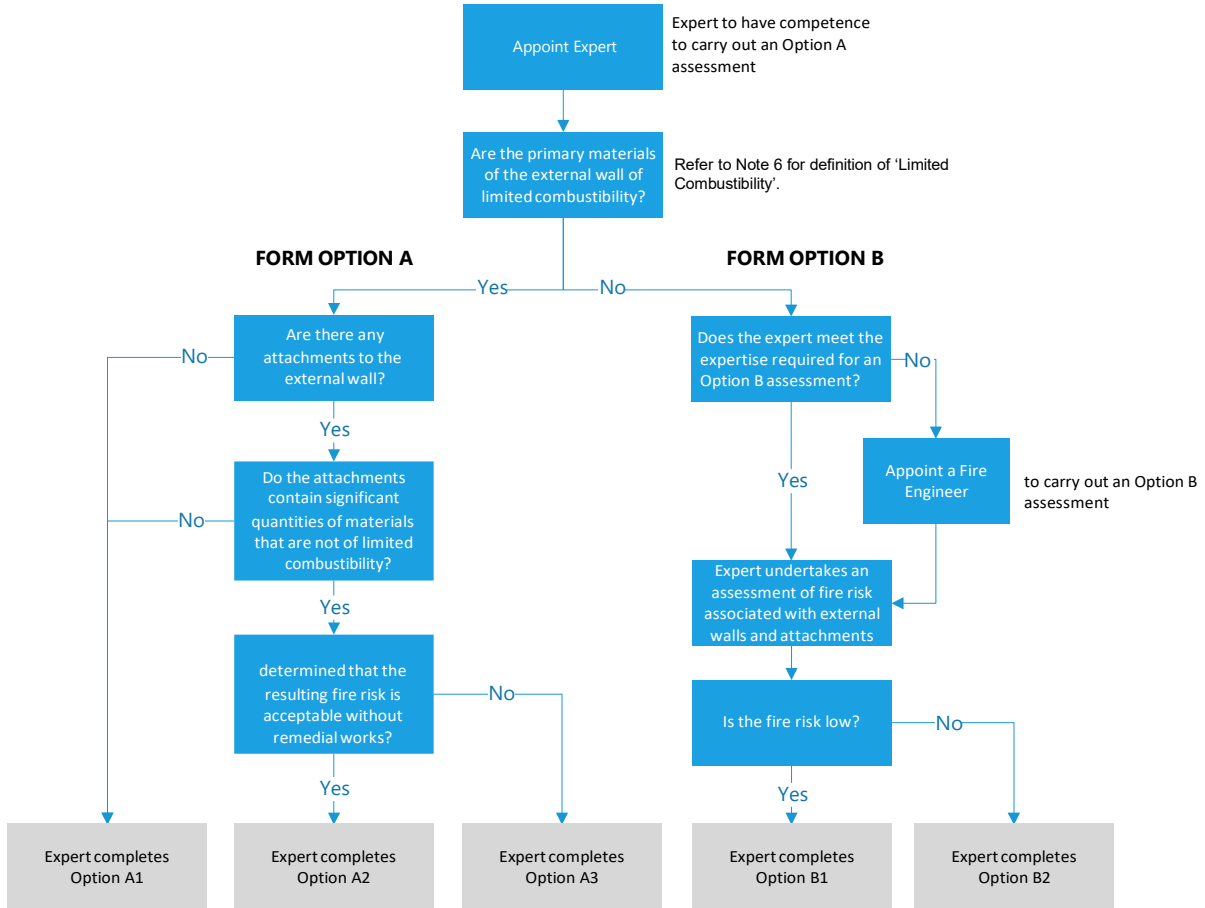 Appoint Expert
Expert to have competence
to carry out an Option A
assessment
Are the primary materials
of the external wall of
limited combustibility?
Refer to Note 6 for definition of ‘Limited
Combustibility’.
FORM OPTION A
FORM OPTION B
Yes
No
Are there any
attachments to the
external wall?
No
Does the expert meet the
expertise required for an
Option B assessment?
No
Yes
Do the attachments
contain significant
quantities of materials
that are not of limited
combustibility?
No
Yes
Appoint a Fire
Engineer
to carry out an Option B
assessment
Yes
Expert undertakes an
assessment of fire risk
associated with external
walls and attachments
determined that the
resulting fire risk is
acceptable without
remedial works?
No
Is the fire risk low?
No
Yes
Yes
Expert completes
Option A1
Expert completes
Option A2
Expert completes
Option A3
Expert completes
Option B1
Expert completes
Option B2